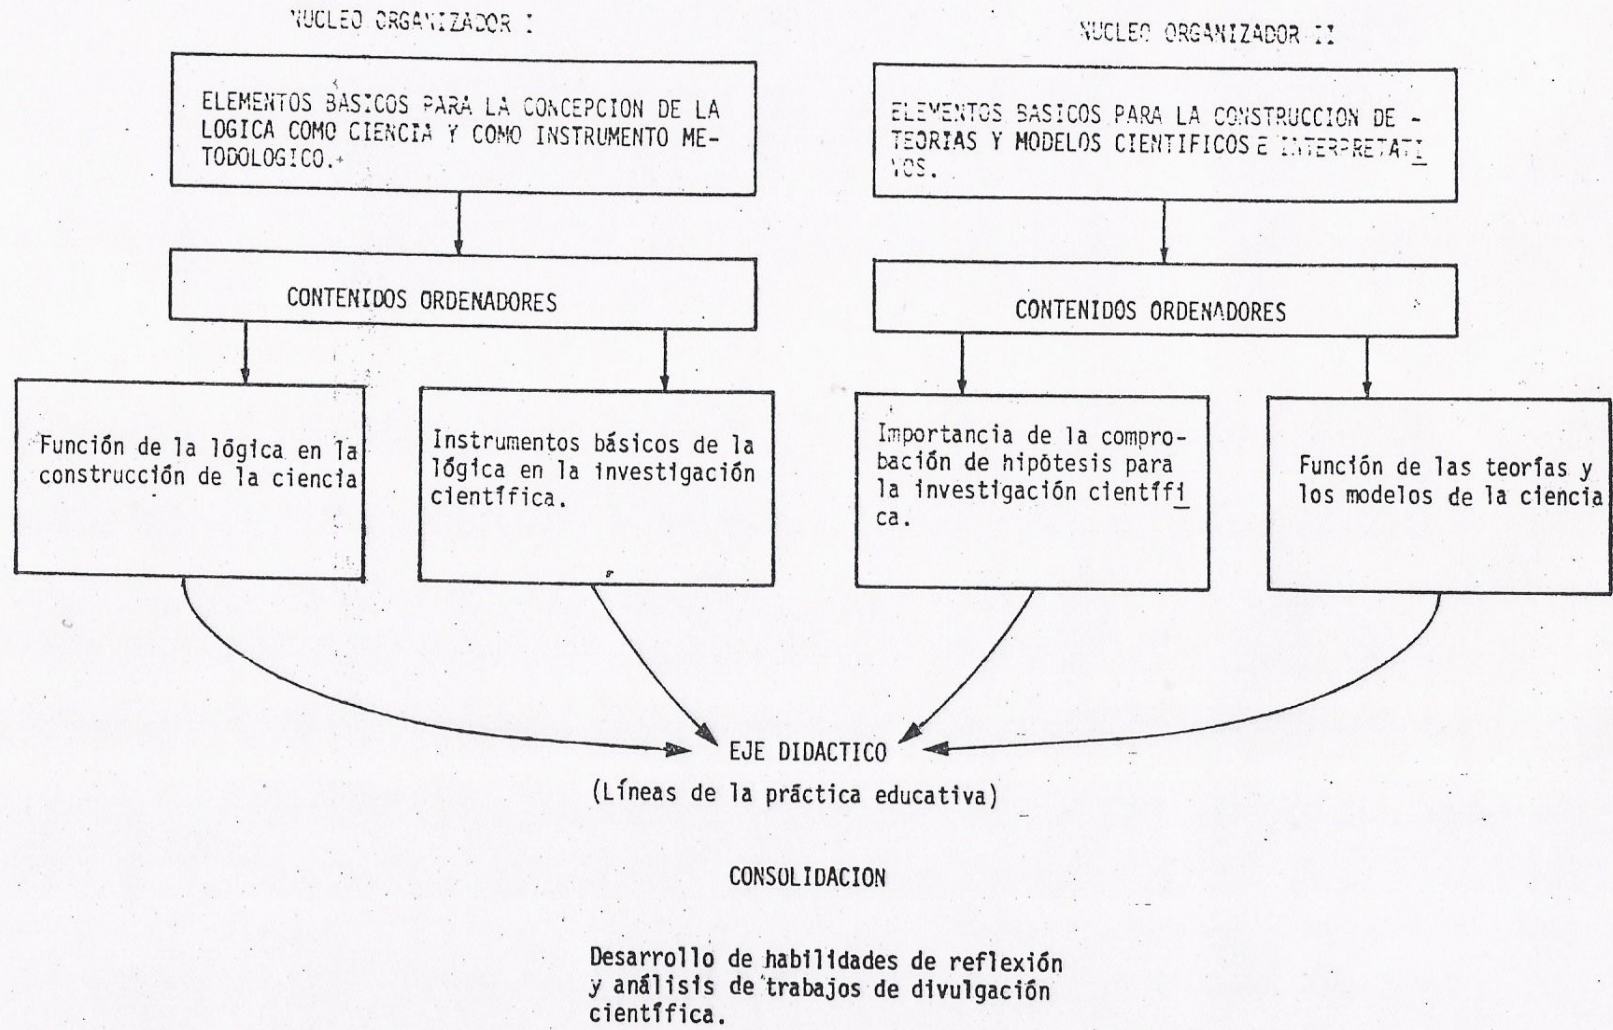 NUCLEO ORGANIZADOR I
ELEMENTOS BASICOS PARA LA CONCEPCION DE LA
LOGICA COMO CIENCIA Y COMO INSTRUMENTO ME-
TODOLOGICO.
CONTENIDOS ORDENADORES
Función de la lógica en la
construcción de la ciencia
Instrumentos básicos de la
lógica en la investigación
científica.
NUCLEO ORGANIZADOR II
ELEMENTOS BASICOS PARA LA CONSTRUCCION DE -
TEORIAS Y MODELOS CIENTIFICOS E INTERPRETATI
VOS.
CONTENIDOS ORDENADORES
Importancia de la compro-
bación de hipótesis para
la investigación científi
ca.
Función de las teorías y
los modelos de la ciencia
EJE DIDACTICO
(Líneas de la práctica educativa)
CONSOLIDACION
Desarrollo de habilidades de reflexión
y análisis de trabajos de divulgación
científica.